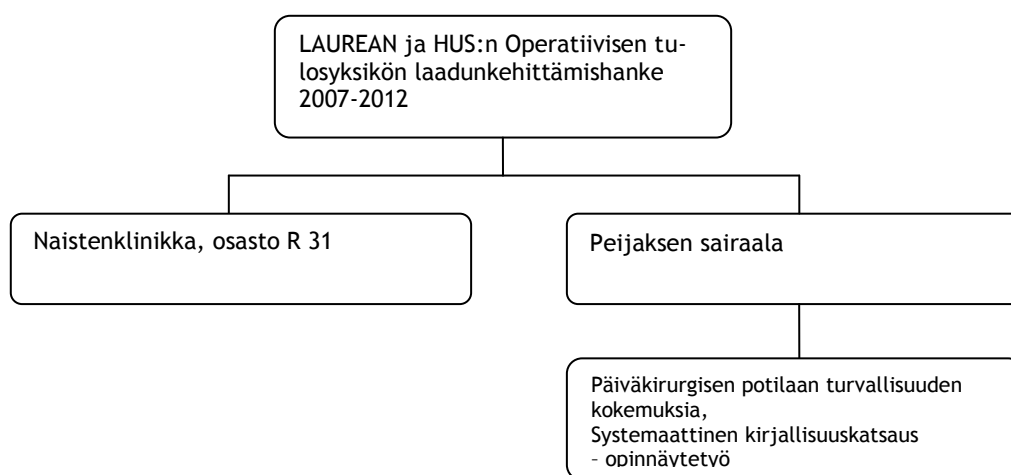 LAUREAN ja HUS:n Operatiivisen tu-
losyksikön laadunkehittämishanke
2007-2012
Naistenklinikka, osasto R 31
Peijaksen sairaala
Päiväkirurgisen potilaan turvallisuuden
kokemuksia,
Systemaattinen kirjallisuuskatsaus
– opinnäytetyö